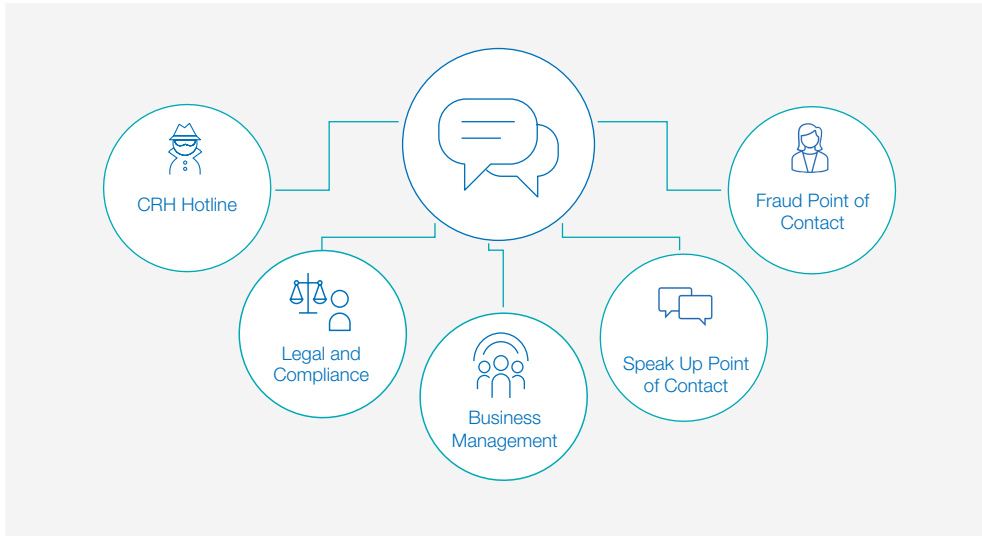 CRH Hotline
Legal and
Compliance
Business
Management
Speak Up Point
of Contact
Fraud Point of
Contact